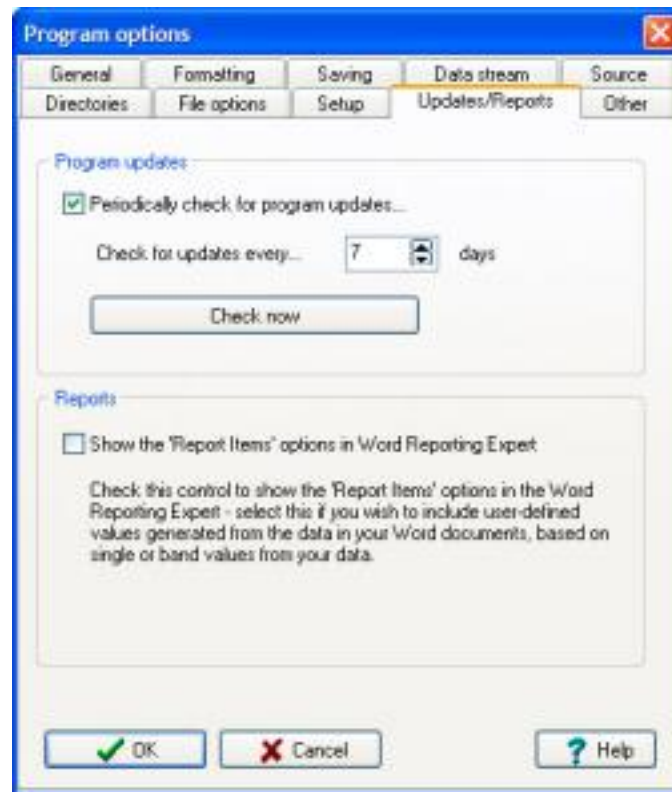 Program options
General Formatting Saving Data stream Source
Directories File options Setup Updates/Reports Other
Program updates
Periodically check for program updates...
Check for updates every... 7 days
Check now
Reports
Show the 'Report Items' options in Word Reporting Expert
Check this control to show the 'Report Items' options in the Word
Reporting Expert - select this if you wish to include user-defined
values generated from the data in your Word documents, based on
single or band values from your data.
OK Cancel ? Help